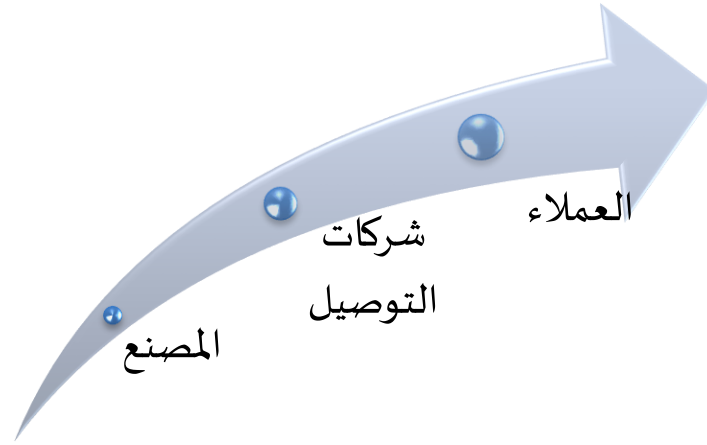 المصنع
شركات
التوصيل
العملاء